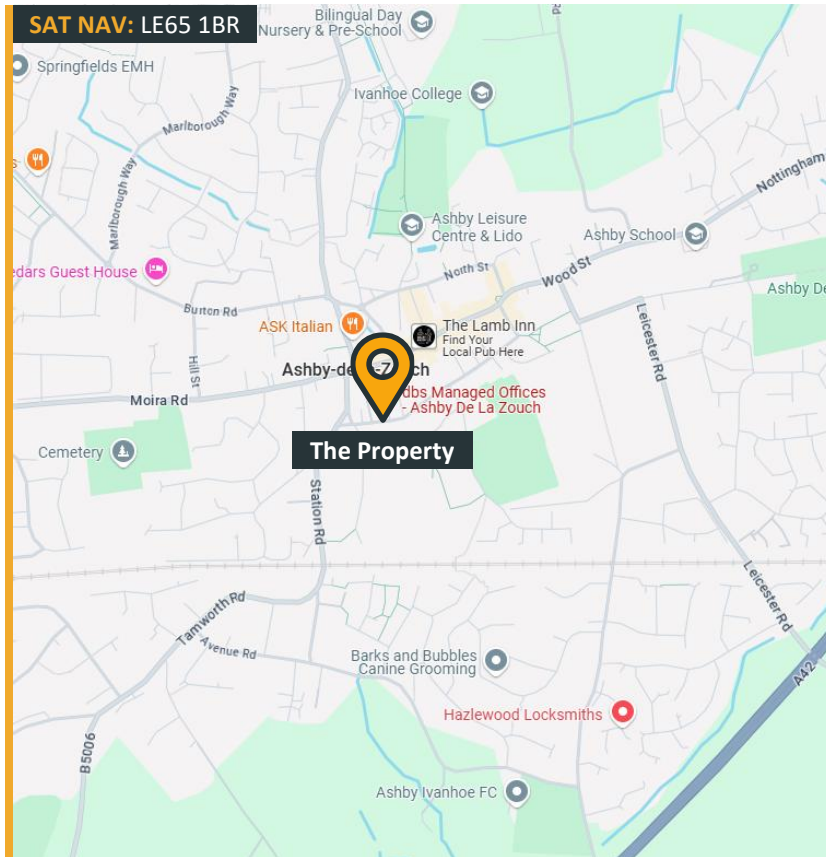 SAT NAV: LE65 1BR
Bilingual Day
Nursery & Pre-School
Rd
Springfields EMH
Marlborough Way
Ivanhoe College
Marlborough Way
Nottingham
Ashby Leisure
Centre & Lido
Ashby School
North St
Wood St
edars Guest House
Ashby De
Burton Rd
ASK Italian
The Lamb Inn
Find Your
Local Pub Here
Leicester Rd
Hill St
Moira Rd
dbs Managed Offices
- Ashby De La Zouch
The Property
Cemetery
Station Rd
Tamworth Rd
Avenue Rd
Leicester Rd
Barks and Bubbles
Canine Grooming
A42
Hazlewood Locksmiths
B5006
Ashby Ivanhoe FC